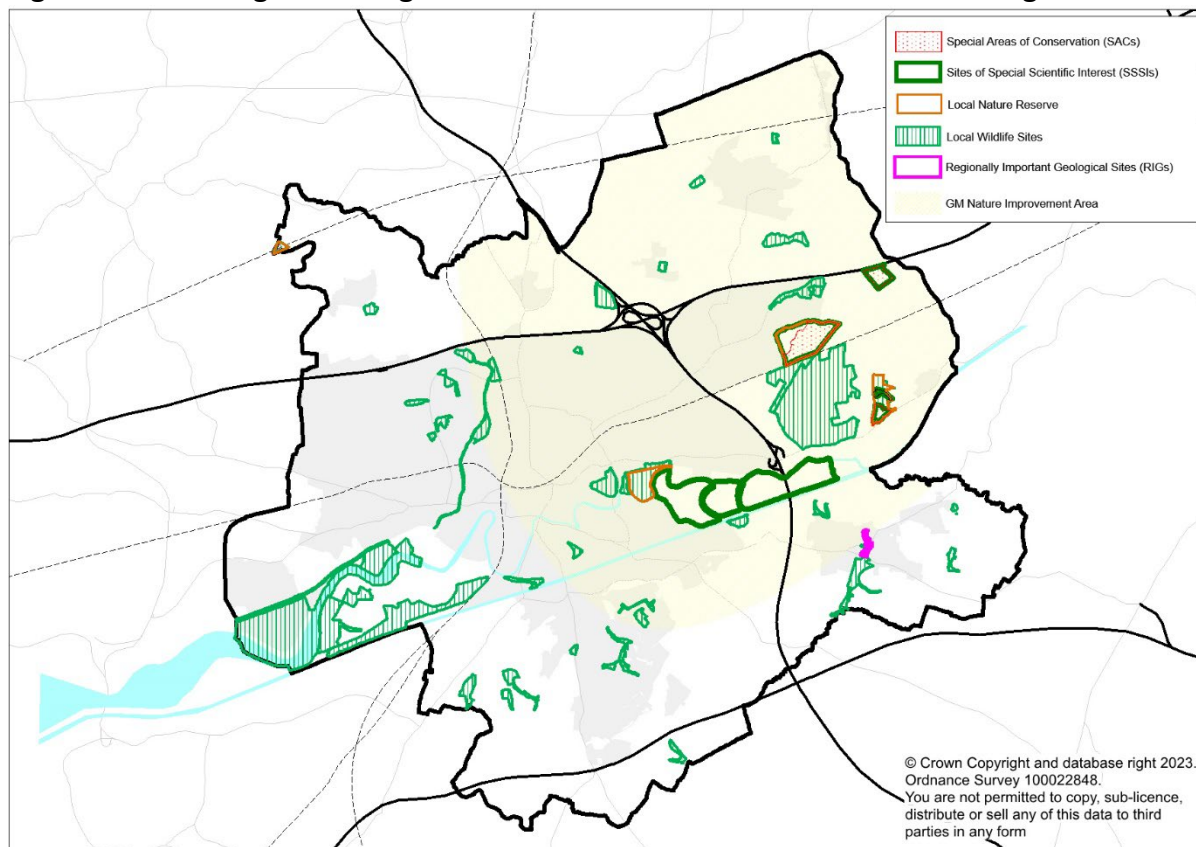 Special Areas of Conservation (SACs)
Sites of Special Scientific Interest (SSSIs)
Local Nature Reserve
Local Wildlife Sites
Regionally Important Geological Sites (RIGs)
GM Nature Improvement Area
© Crown Copyright and database right 2023.
Ordnance Survey 100022848.
You are not permitted to copy, sub-licence,
distribute or sell any of this data to third
parties in any form